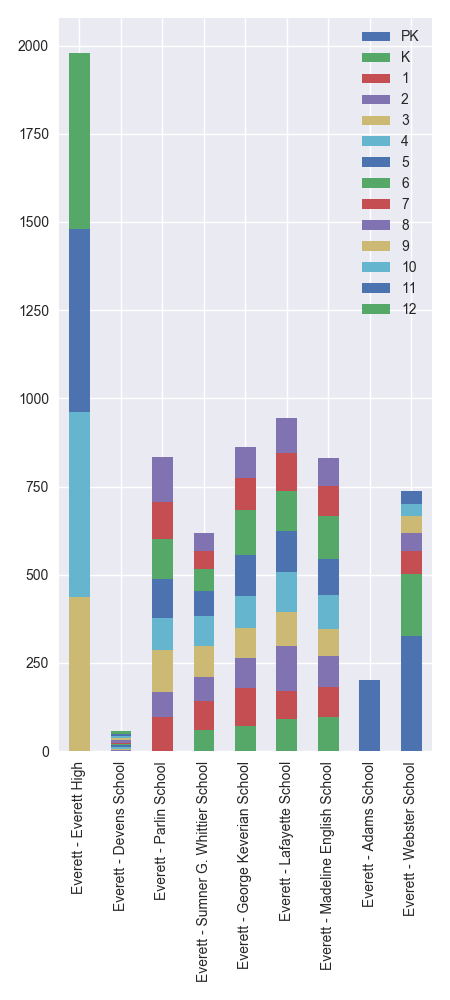 2000
1750
1500
1250
1000
750
500
250
0
PK
K
1
2
3
4
5
6
7
8
9
10
11
12
Everett - Everett High
Everett - Devens School
Everett - Parlin School
Everett - Sumner G. Whittier School
Everett - George Keverian School
Everett - Lafayette School
Everett - Madeline English School
Everett - Adams School
Everett - Webster School